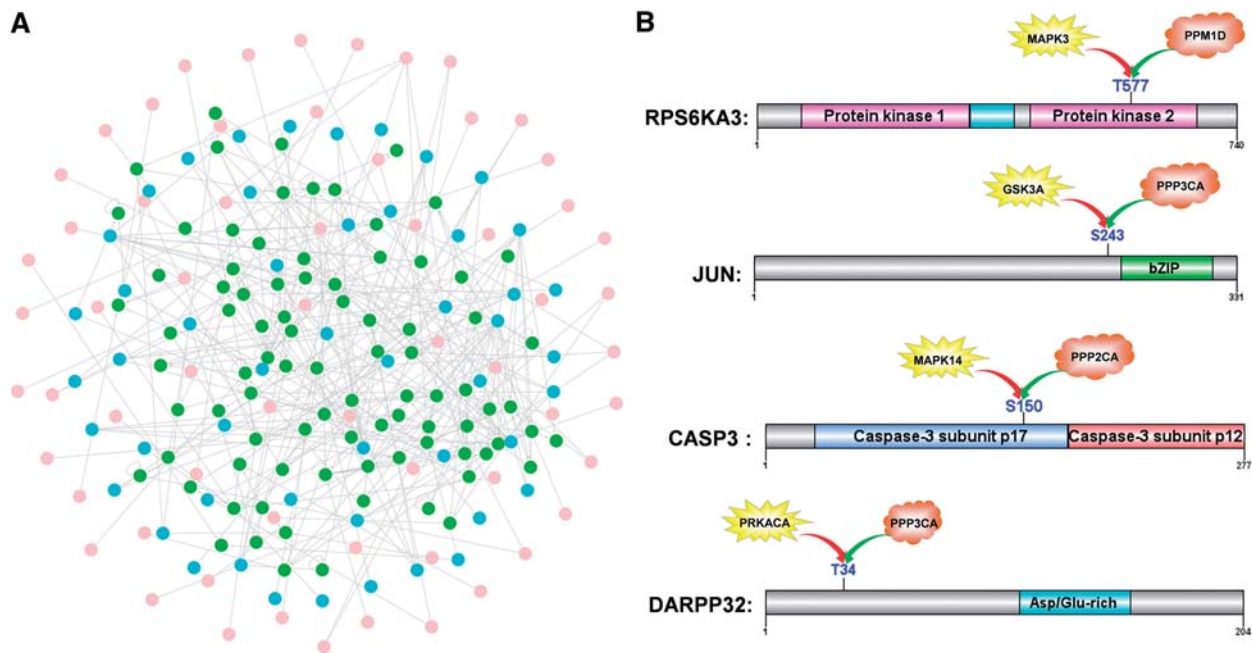 A
B
MAPK3
PPM1D
T577
RPS6KA3:
Protein kinase 1
Protein kinase 2
1
740
GSK3A
PPP3CA
S243
JUN:
bZIP
1
331
MAPK14
PPP2CA
S150
CASP3 :
Caspase-3 subunit p17
Caspase-3 subunit p12
1
277
PRKACA
PPP3CA
T34
DARPP32:
Asp/Glu-rich
1
204